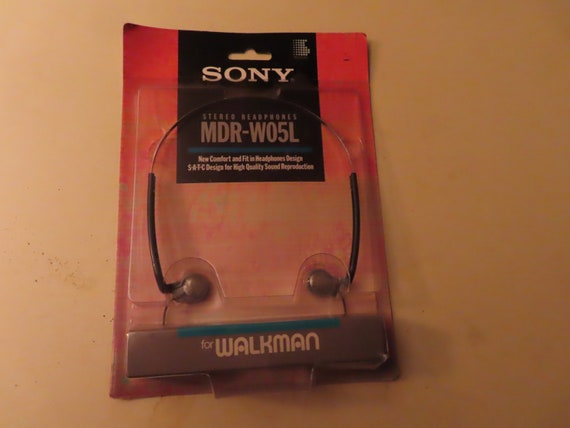 SONY
STEREO HEADPHONES
MDR-W05L
New Comfort and Fit in Headphones Design
S·A·T·C Design for High Quality Sound Reproduction
for WALKMAN